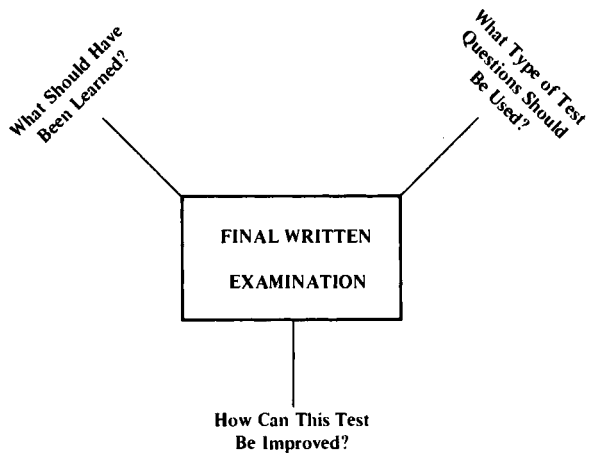 What Should Have
Been Learned?
What Type of Test
Questions Should
Be Used?
FINAL WRITTEN
EXAMINATION
How Can This Test
Be Improved?